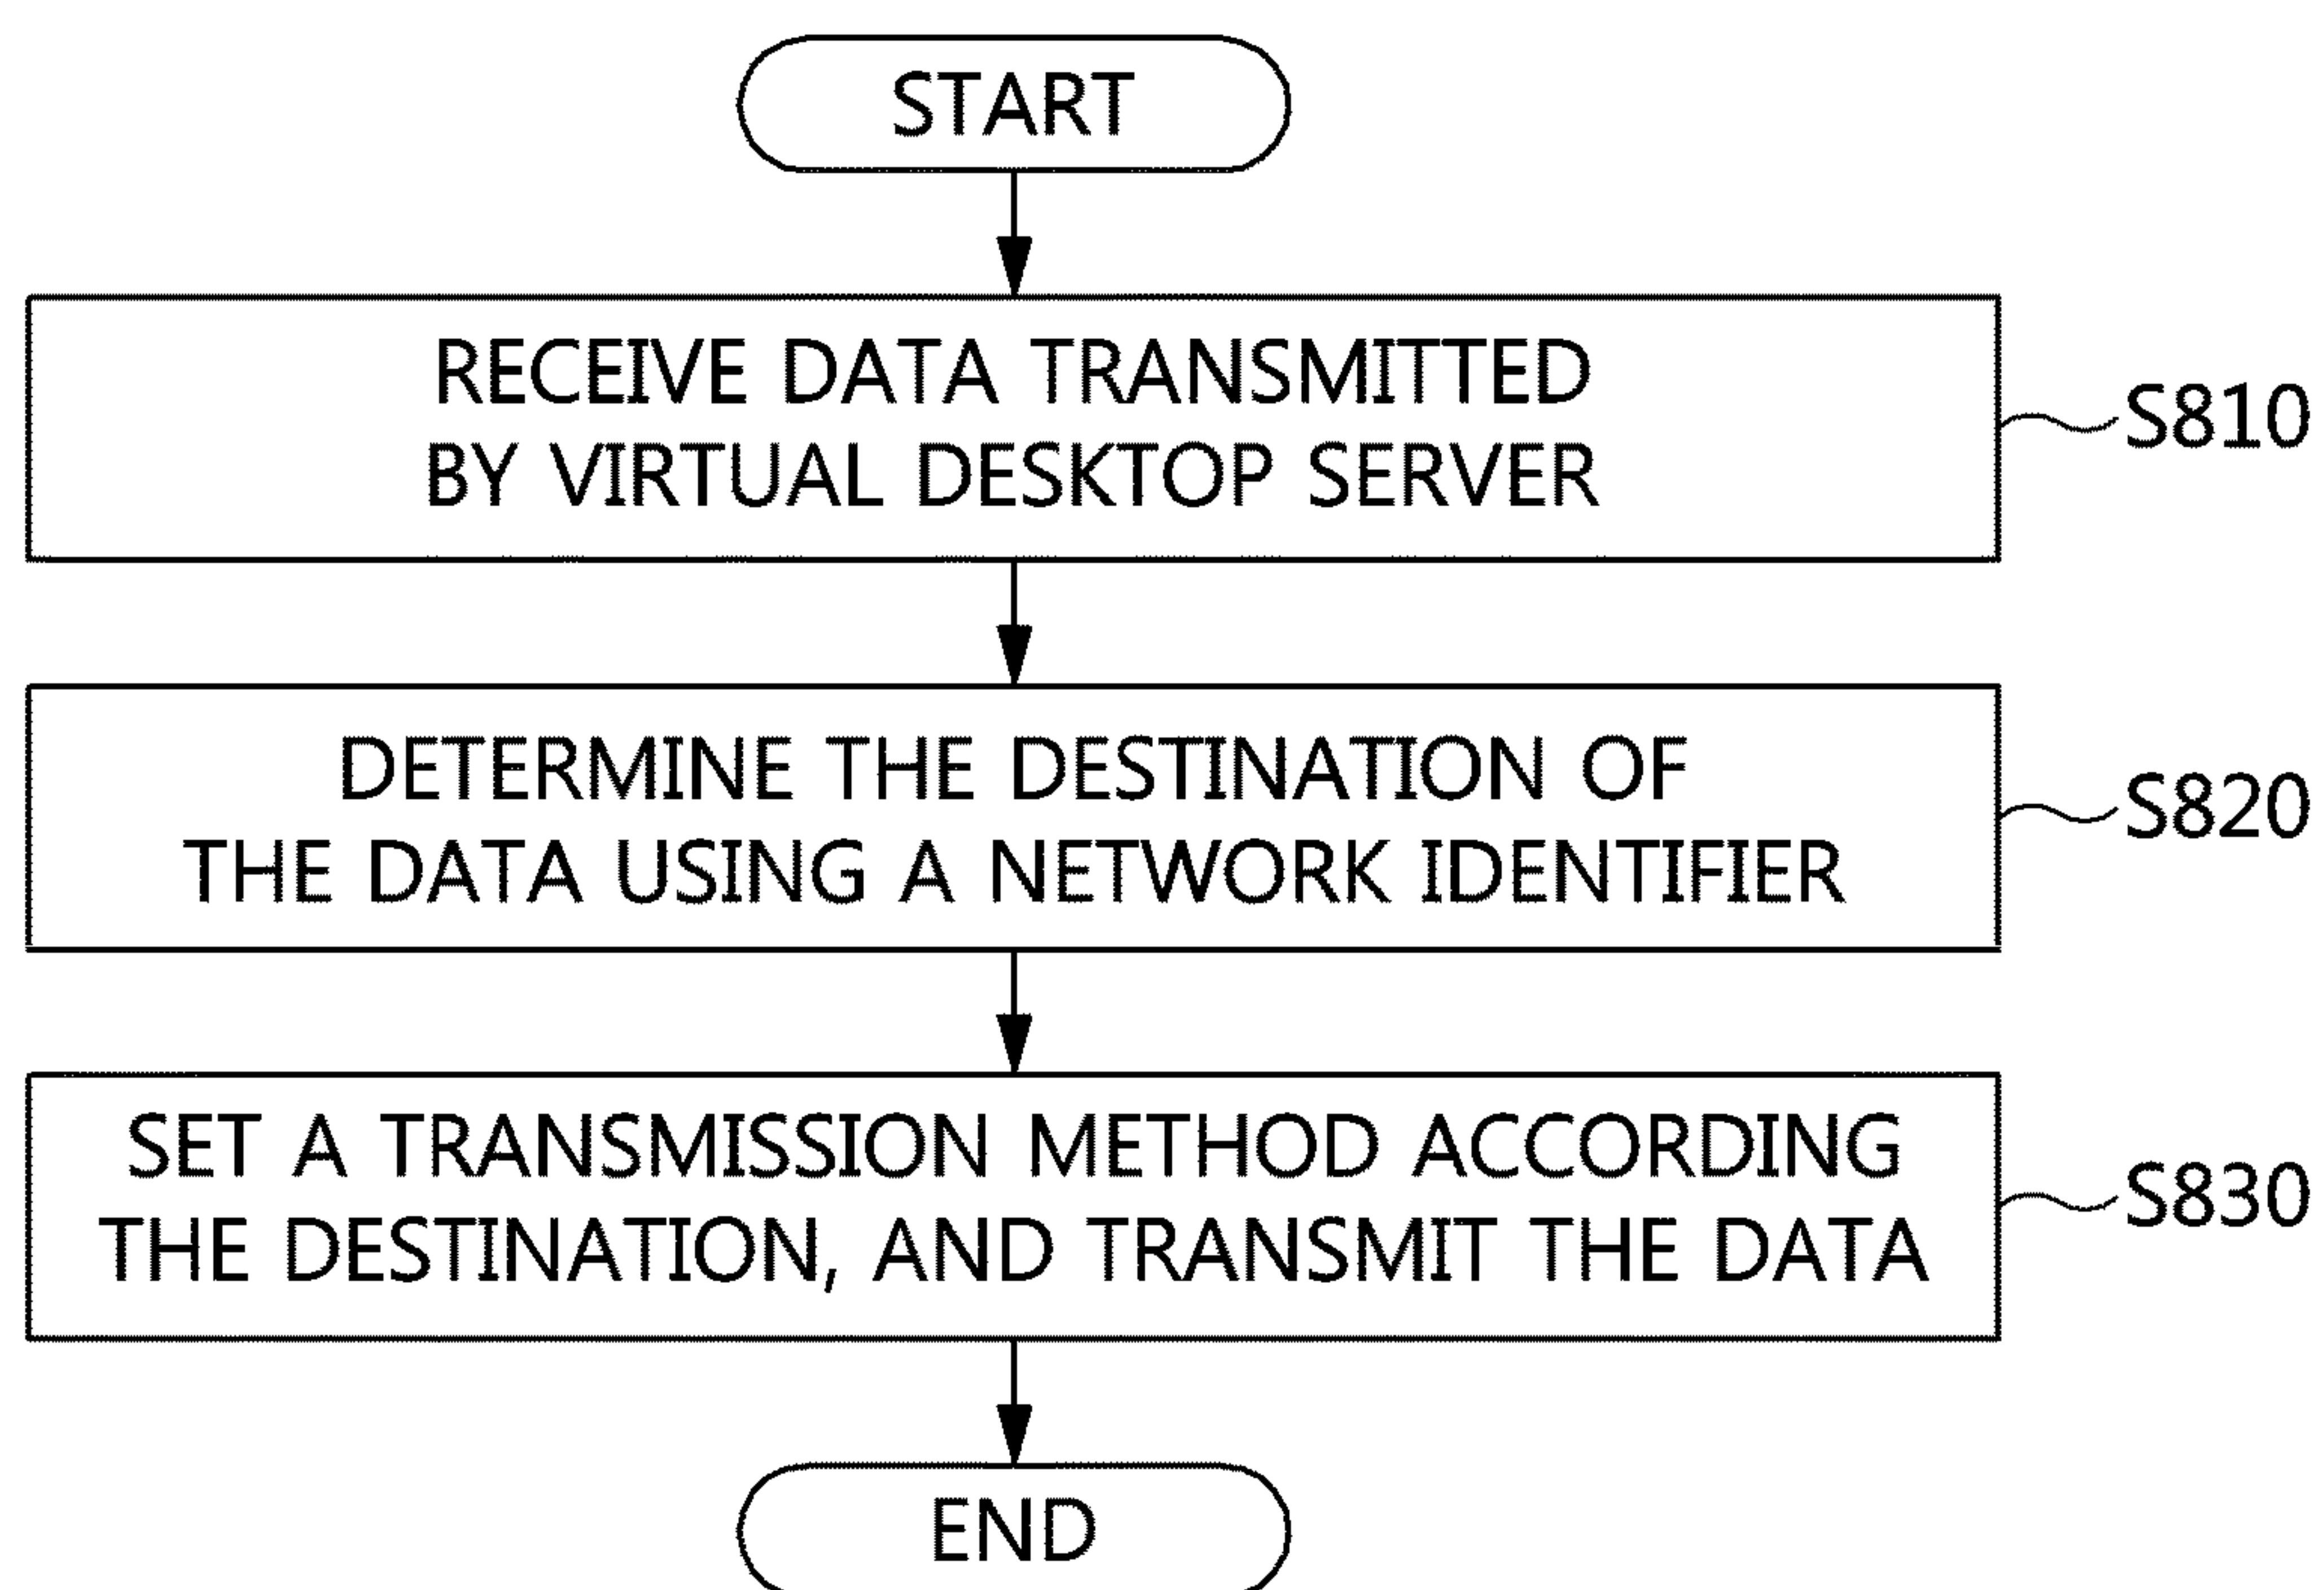 START
RECEIVE DATA TRANSMITTED
BY VIRTUAL DESKTOP SERVER
S810
DETERMINE THE DESTINATION OF
THE DATA USING A NETWORK IDENTIFIER
S820
SET A TRANSMISSION METHOD ACCORDING
THE DESTINATION, AND TRANSMIT THE DATA
S830
END